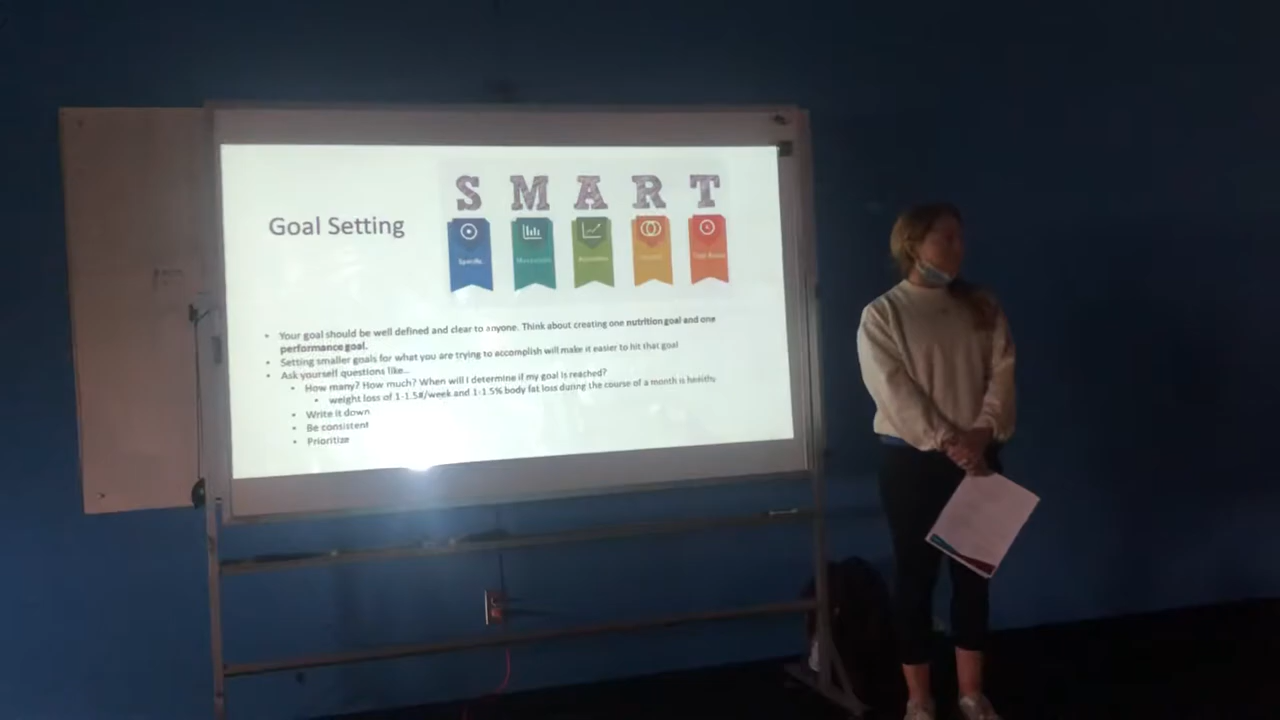 S M A R T
Goal Setting
Specific
• Your goal should be well defined and clear to anyone. Think about creating one nutrition goal and one
performance goal.
• Setting smaller goals for what you are trying to accomplish will make it easier to hit that goal
• Ask yourself questions like...
• How many? How much? When will I determine if my goal is reached?
• weight loss of 1-1.5#/week and 1-1.5% body fat loss during the course of a month is healthy
• Write it down
• Be consistent
• Prioritize